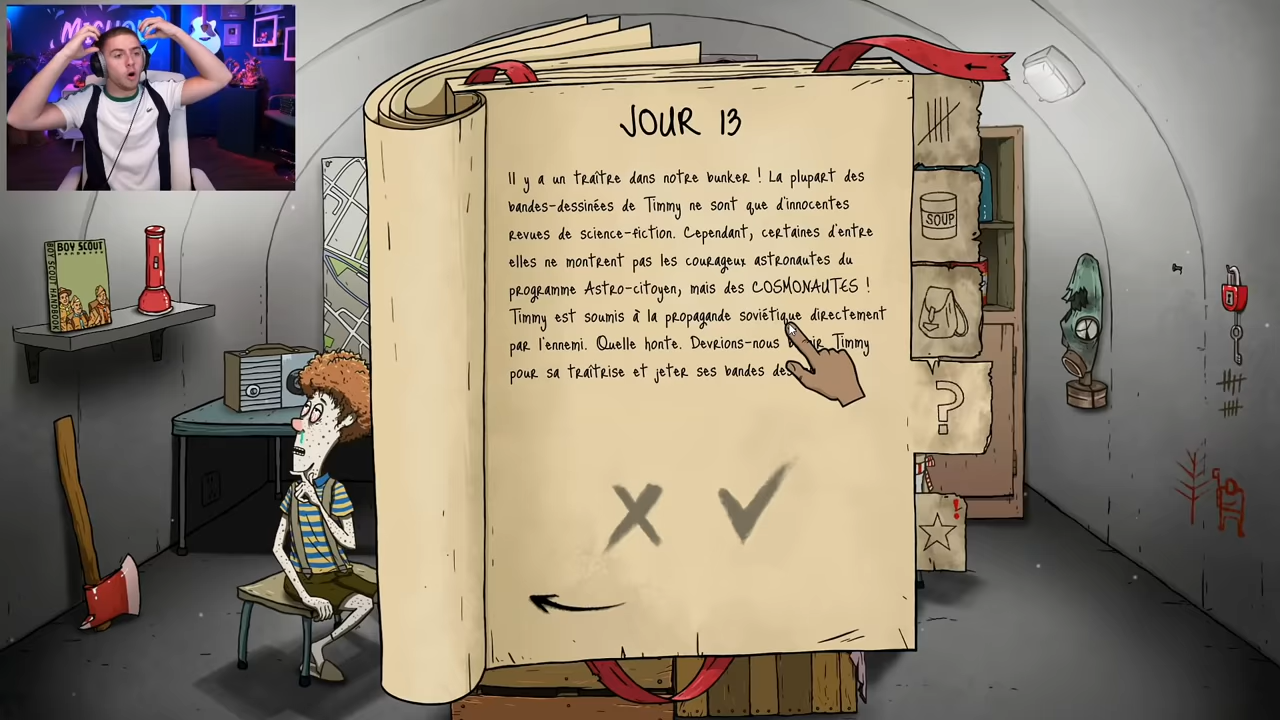 JOUR 13
Il y a un traître dans notre bunker ! La plupart des
bandes-dessinées de Timmy ne sont que d'innocentes
revues de science-fiction. Cependant, certaines d'entre
elles ne montrent pas les courageux astronautes du
programme Astro-citoyen, mais des COSMONAUTES !
Timmy est soumis à la propagande soviétique directement
par l'ennemi. Quelle honte. Devrions-nous Timmy
pour sa traîtrise et jeter ses bandes
SOUP
?
!
BOY SCOUT
BOY SCOUT HANDBOOK